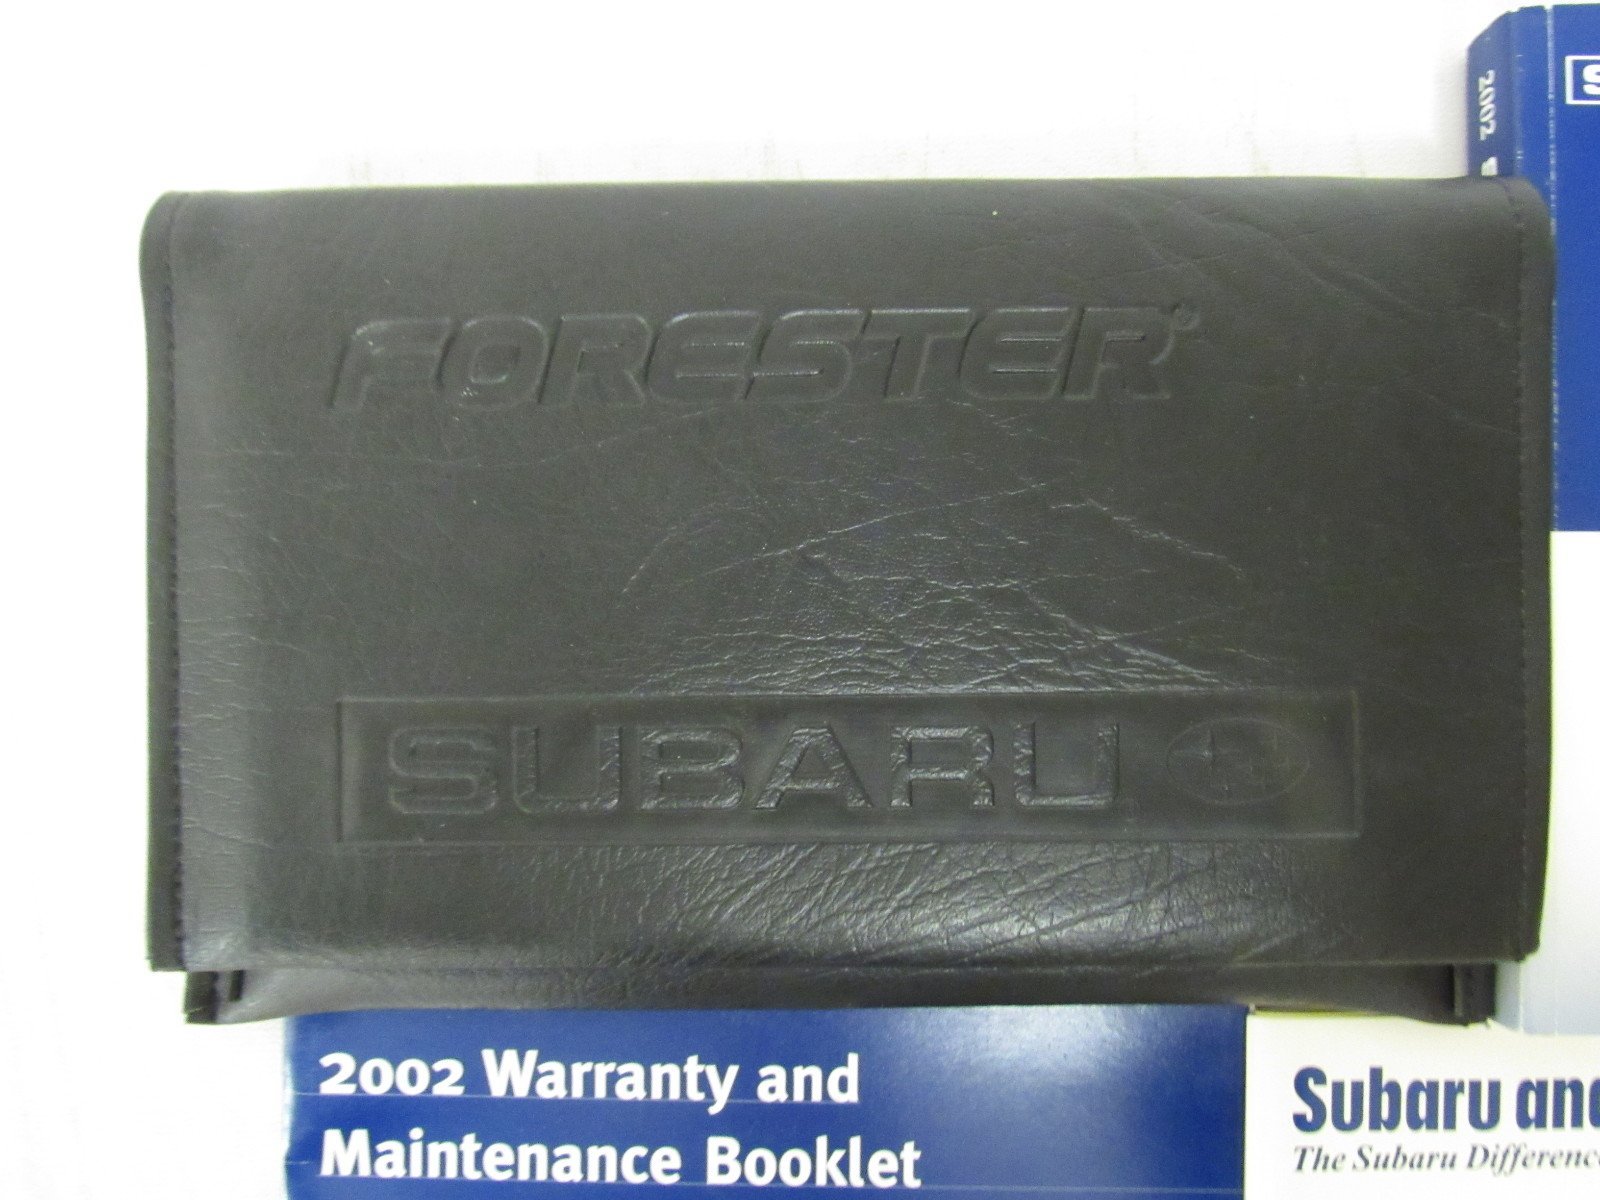 2002
FORESTER®
SUBARU
2002 Warranty and
Maintenance Booklet
Subaru and
The Subaru Difference